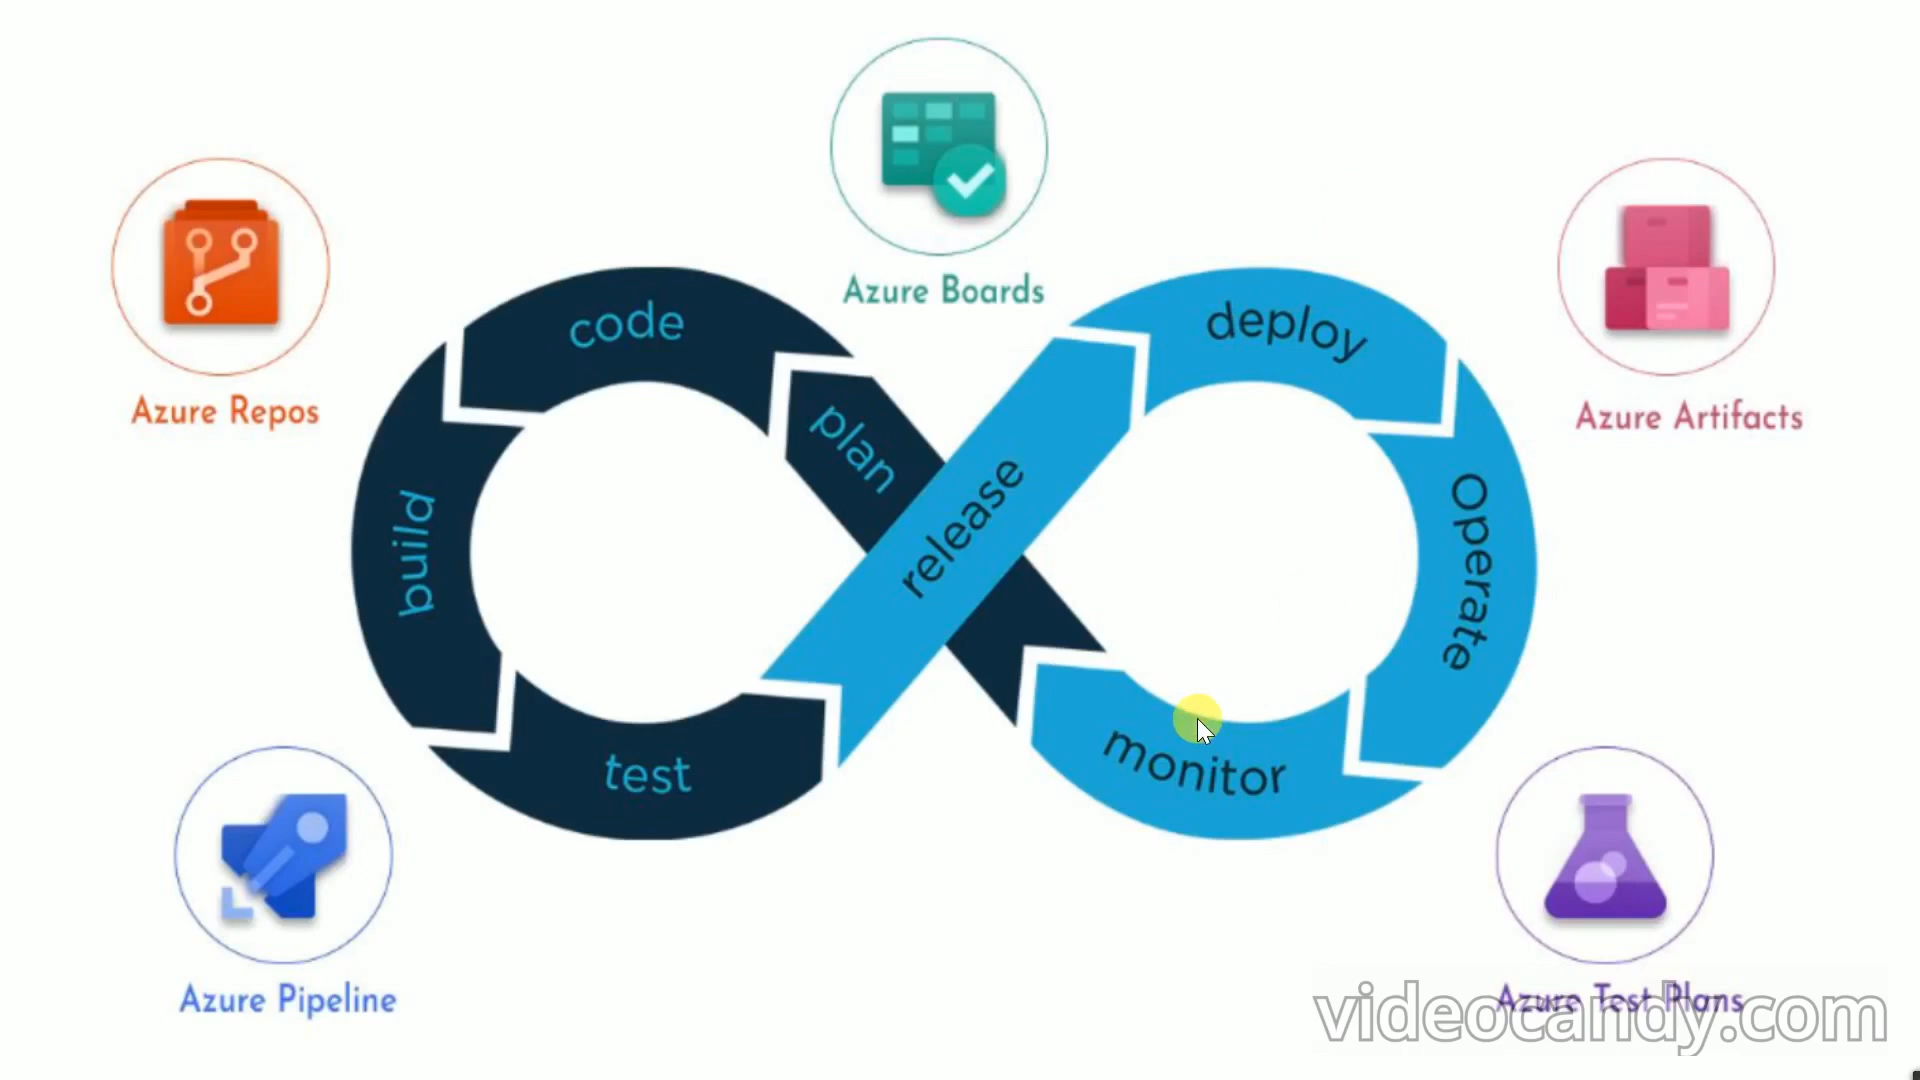 Azure Boards
Azure Repos
Azure Artifacts
code
plan
build
test
release
deploy
Operate
monitor
Azure Pipeline
Azure Test Plans
videocandy.com